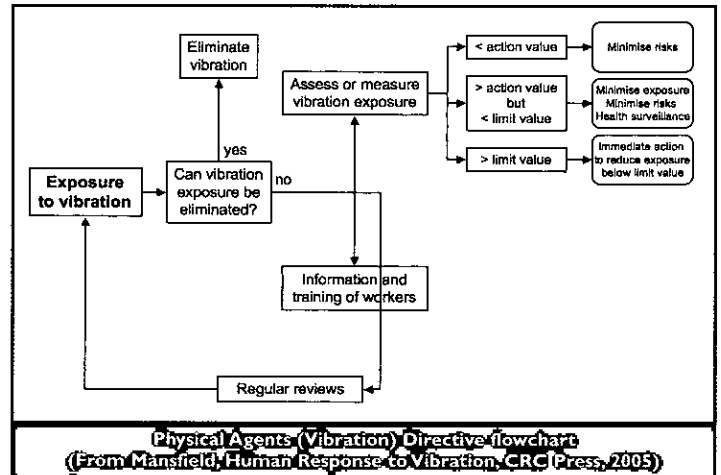 Eliminate
vibration
Assess or measure
vibration exposure
< action value
Minimise risks
> action value
but
< limit value
Minimise exposure
Minimise risks
Health surveillance
> limit value
Immediate action
to reduce exposure
below limit value
yes
Exposure
to vibration
Can vibration
exposure be
eliminated?
no
Information and
training of workers
Regular reviews
Physical Agents (Vibration) Directive flowchart
(From Mansfield, Human Response to Vibration, CRC Press, 2005)